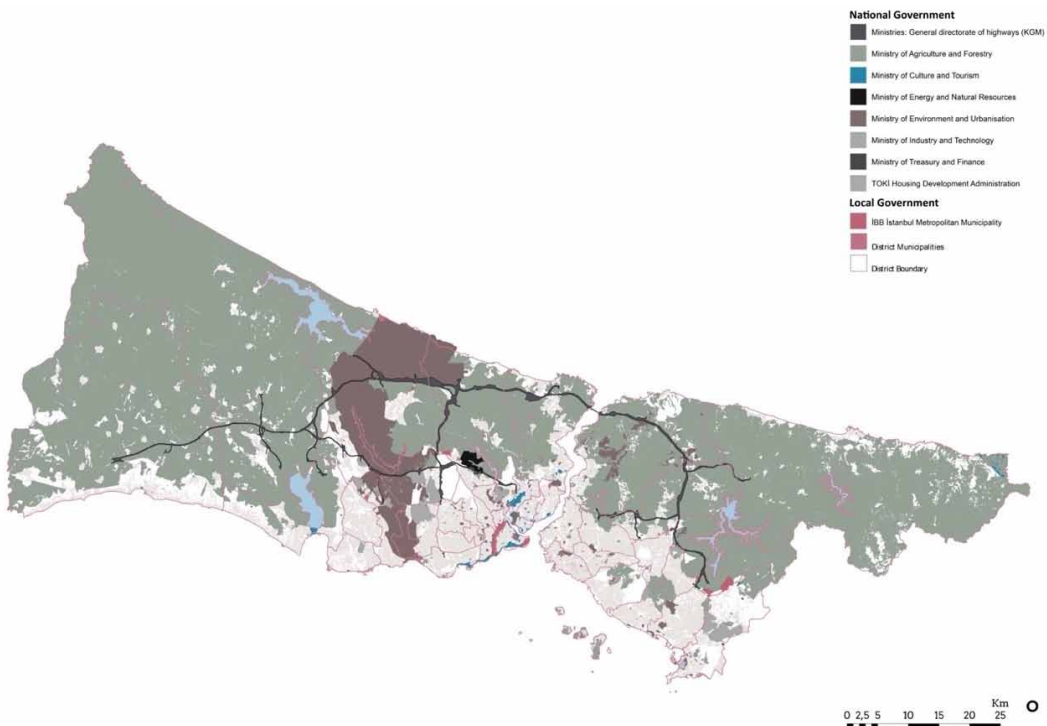 National Government
Ministries: General directorate of highways (KGM)
Ministry of Agriculture and Forestry
Ministry of Culture and Tourism
Ministry of Energy and Natural Resources
Ministry of Environment and Urbanisation
Ministry of Industry and Technology
Ministry of Treasury and Finance
TOKİ Housing Development Administration
Local Government
İBB İstanbul Metropolitan Municipality
District Municipalities
District Boundary
Km
0 2,5 5 10 15 20 25